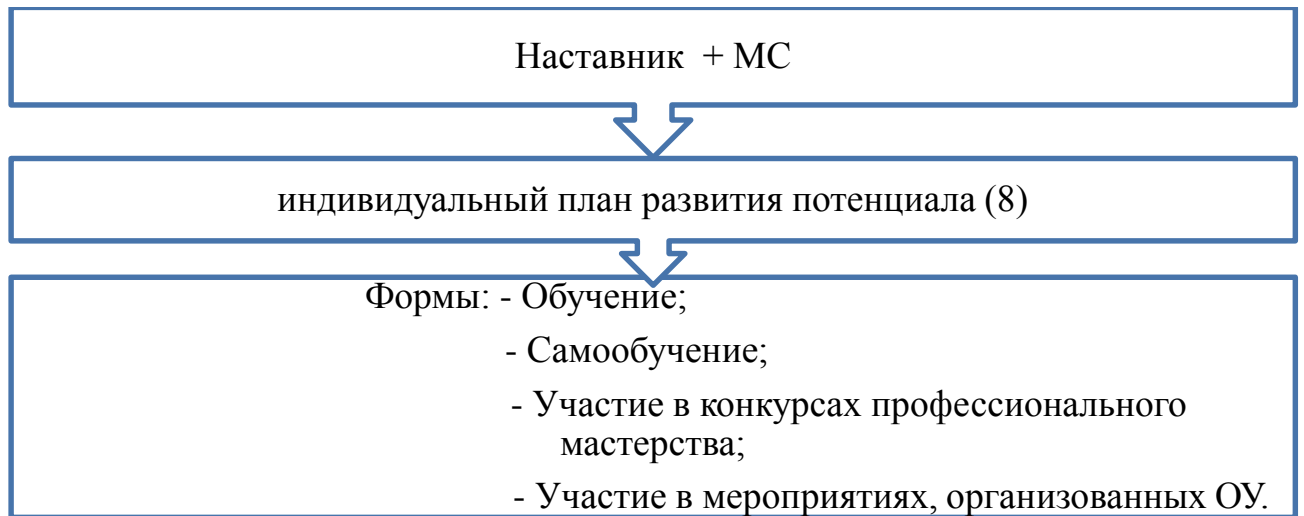 Наставник + МС
индивидуальный план развития потенциала (8)
Формы: - Обучение;
- Самообучение;
- Участие в конкурсах профессионального
мастерства;
- Участие в мероприятиях, организованных ОУ.